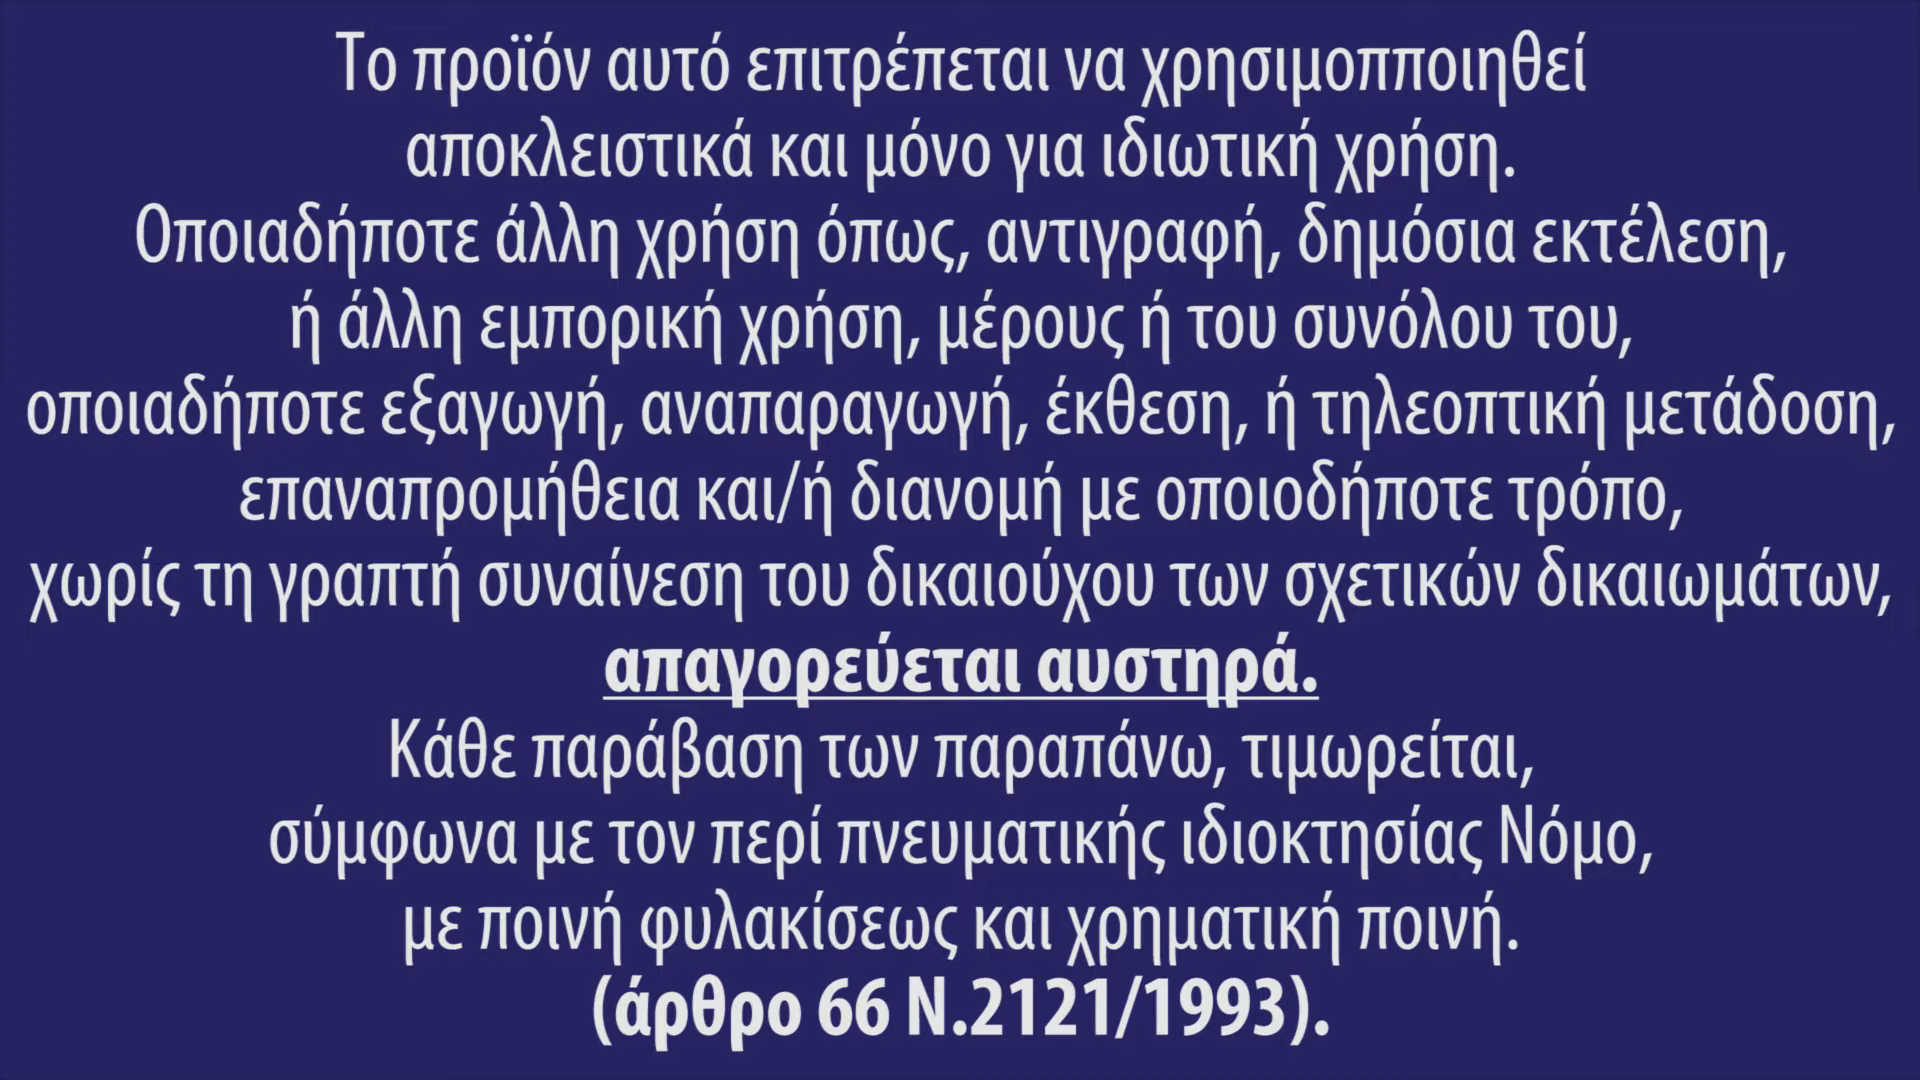 Το προϊόν αυτό επιτρέπεται να χρησιμοπποιηθεί
αποκλειστικά και μόνο για ιδιωτική χρήση.
Οποιαδήποτε άλλη χρήση όπως, αντιγραφή, δημόσια εκτέλεση,
ή άλλη εμπορική χρήση, μέρους ή του συνόλου του,
οποιαδήποτε εξαγωγή, αναπαραγωγή, έκθεση, ή τηλεοπτική μετάδοση,
επαναπρομήθεια και/ή διανομή με οποιοδήποτε τρόπο,
χωρίς τη γραπτή συναίνεση του δικαιούχου των σχετικών δικαιωμάτων,
απαγορεύεται αυστηρά.
Κάθε παράβαση των παραπάνω, τιμωρείται,
σύμφωνα με τον περί πνευματικής ιδιοκτησίας Νόμο,
με ποινή φυλακίσεως και χρηματική ποινή.
(άρθρο 66 Ν.2121/1993).